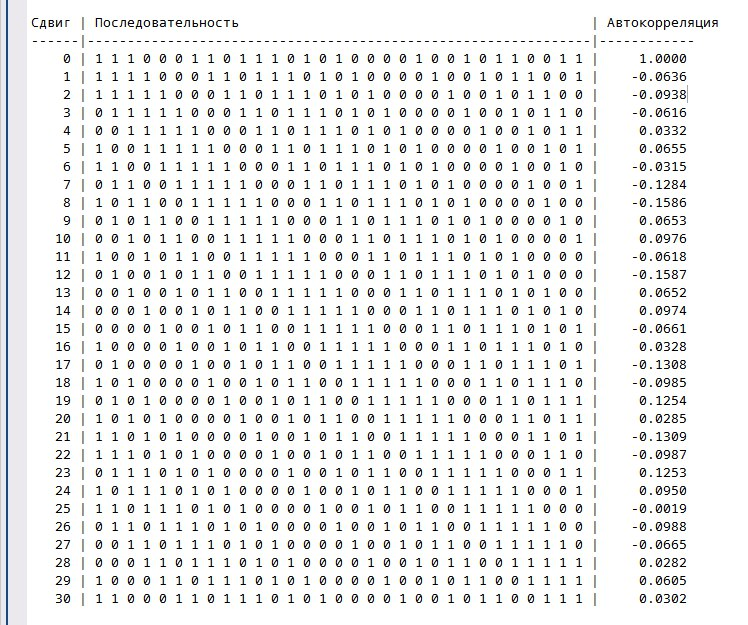 Сдвиг | Последовательность | Автокорреляция
------|--------------------------------------------------------------|---------------
0 | 1 1 1 0 0 0 1 1 0 1 1 1 0 1 0 1 0 0 0 0 1 0 0 1 0 1 1 0 0 1 1 | 1.0000
1 | 1 1 1 1 0 0 0 1 1 0 1 1 1 0 1 0 1 0 0 0 0 1 0 0 1 0 1 1 0 0 1 | -0.0636
2 | 1 1 1 1 1 0 0 0 1 1 0 1 1 1 0 1 0 1 0 0 0 0 1 0 0 1 0 1 1 0 0 | -0.0938
3 | 0 1 1 1 1 1 0 0 0 1 1 0 1 1 1 0 1 0 1 0 0 0 0 1 0 0 1 0 1 1 0 | -0.0616
4 | 0 0 1 1 1 1 1 0 0 0 1 1 0 1 1 1 0 1 0 1 0 0 0 0 1 0 0 1 0 1 1 | 0.0332
5 | 1 0 0 1 1 1 1 1 0 0 0 1 1 0 1 1 1 0 1 0 1 0 0 0 0 1 0 0 1 0 1 | 0.0655
6 | 1 1 0 0 1 1 1 1 1 0 0 0 1 1 0 1 1 1 0 1 0 1 0 0 0 0 1 0 0 1 0 | -0.0315
7 | 0 1 1 0 0 1 1 1 1 1 0 0 0 1 1 0 1 1 1 0 1 0 1 0 0 0 0 1 0 0 1 | -0.1284
8 | 1 0 1 1 0 0 1 1 1 1 1 0 0 0 1 1 0 1 1 1 0 1 0 1 0 0 0 0 1 0 0 | -0.1586
9 | 0 1 0 1 1 0 0 1 1 1 1 1 0 0 0 1 1 0 1 1 1 0 1 0 1 0 0 0 0 1 0 | 0.0653
10 | 0 0 1 0 1 1 0 0 1 1 1 1 1 0 0 0 1 1 0 1 1 1 0 1 0 1 0 0 0 0 1 | 0.0976
11 | 1 0 0 1 0 1 1 0 0 1 1 1 1 1 0 0 0 1 1 0 1 1 1 0 1 0 1 0 0 0 0 | -0.0618
12 | 0 1 0 0 1 0 1 1 0 0 1 1 1 1 1 0 0 0 1 1 0 1 1 1 0 1 0 1 0 0 0 | -0.1587
13 | 0 0 1 0 0 1 0 1 1 0 0 1 1 1 1 1 0 0 0 1 1 0 1 1 1 0 1 0 1 0 0 | 0.0652
14 | 0 0 0 1 0 0 1 0 1 1 0 0 1 1 1 1 1 0 0 0 1 1 0 1 1 1 0 1 0 1 0 | 0.0974
15 | 0 0 0 0 1 0 0 1 0 1 1 0 0 1 1 1 1 1 0 0 0 1 1 0 1 1 1 0 1 0 1 | -0.0661
16 | 1 0 0 0 0 1 0 0 1 0 1 1 0 0 1 1 1 1 1 0 0 0 1 1 0 1 1 1 0 1 0 | 0.0328
17 | 0 1 0 0 0 0 1 0 0 1 0 1 1 0 0 1 1 1 1 1 0 0 0 1 1 0 1 1 1 0 1 | -0.1308
18 | 1 0 1 0 0 0 0 1 0 0 1 0 1 1 0 0 1 1 1 1 1 0 0 0 1 1 0 1 1 1 0 | -0.0985
19 | 0 1 0 1 0 0 0 0 1 0 0 1 0 1 1 0 0 1 1 1 1 1 0 0 0 1 1 0 1 1 1 | 0.1254
20 | 1 0 1 0 1 0 0 0 0 1 0 0 1 0 1 1 0 0 1 1 1 1 1 0 0 0 1 1 0 1 1 | 0.0285
21 | 1 1 0 1 0 1 0 0 0 0 1 0 0 1 0 1 1 0 0 1 1 1 1 1 0 0 0 1 1 0 1 | -0.1309
22 | 1 1 1 0 1 0 1 0 0 0 0 1 0 0 1 0 1 1 0 0 1 1 1 1 1 0 0 0 1 1 0 | -0.0987
23 | 0 1 1 1 0 1 0 1 0 0 0 0 1 0 0 1 0 1 1 0 0 1 1 1 1 1 0 0 0 1 1 | 0.1253
24 | 1 0 1 1 1 0 1 0 1 0 0 0 0 1 0 0 1 0 1 1 0 0 1 1 1 1 1 0 0 0 1 | 0.0950
25 | 1 1 0 1 1 1 0 1 0 1 0 0 0 0 1 0 0 1 0 1 1 0 0 1 1 1 1 1 0 0 0 | -0.0019
26 | 0 1 1 0 1 1 1 0 1 0 1 0 0 0 0 1 0 0 1 0 1 1 0 0 1 1 1 1 1 0 0 | -0.0988
27 | 0 0 1 1 0 1 1 1 0 1 0 1 0 0 0 0 1 0 0 1 0 1 1 0 0 1 1 1 1 1 0 | -0.0665
28 | 0 0 0 1 1 0 1 1 1 0 1 0 1 0 0 0 0 1 0 0 1 0 1 1 0 0 1 1 1 1 1 | 0.0282
29 | 1 0 0 0 1 1 0 1 1 1 0 1 0 1 0 0 0 0 1 0 0 1 0 1 1 0 0 1 1 1 1 | 0.0605
30 | 1 1 0 0 0 1 1 0 1 1 1 0 1 0 1 0 0 0 0 1 0 0 1 0 1 1 0 0 1 1 1 | 0.0302